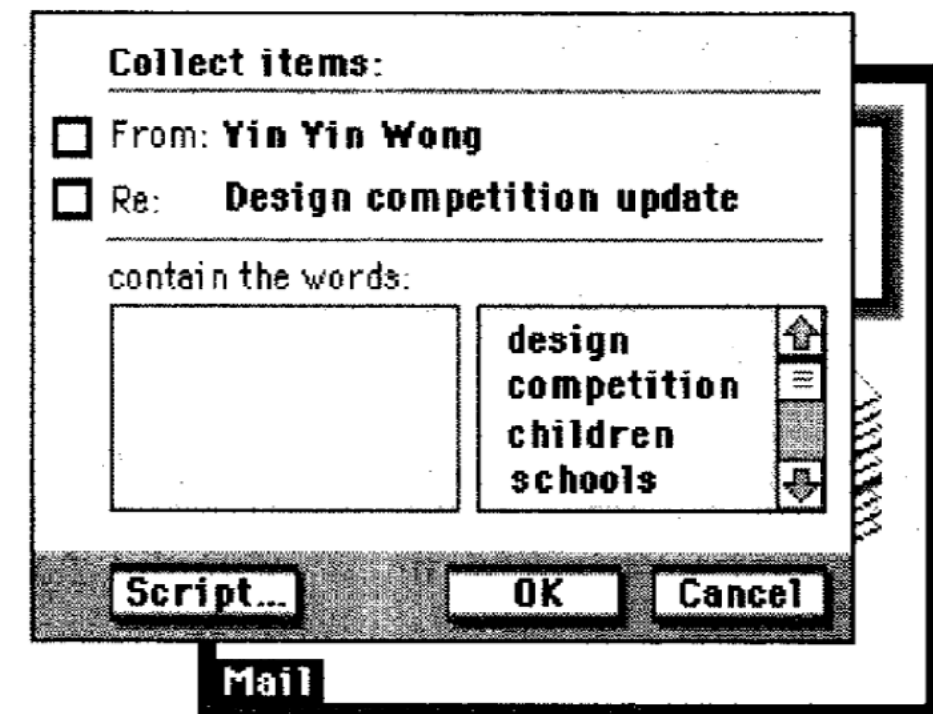 Collect items:
From: Yin Yin Wong
Re: Design competition update
contain the words:
design
competition
children
schools
Script...
OK
Cancel
Mail